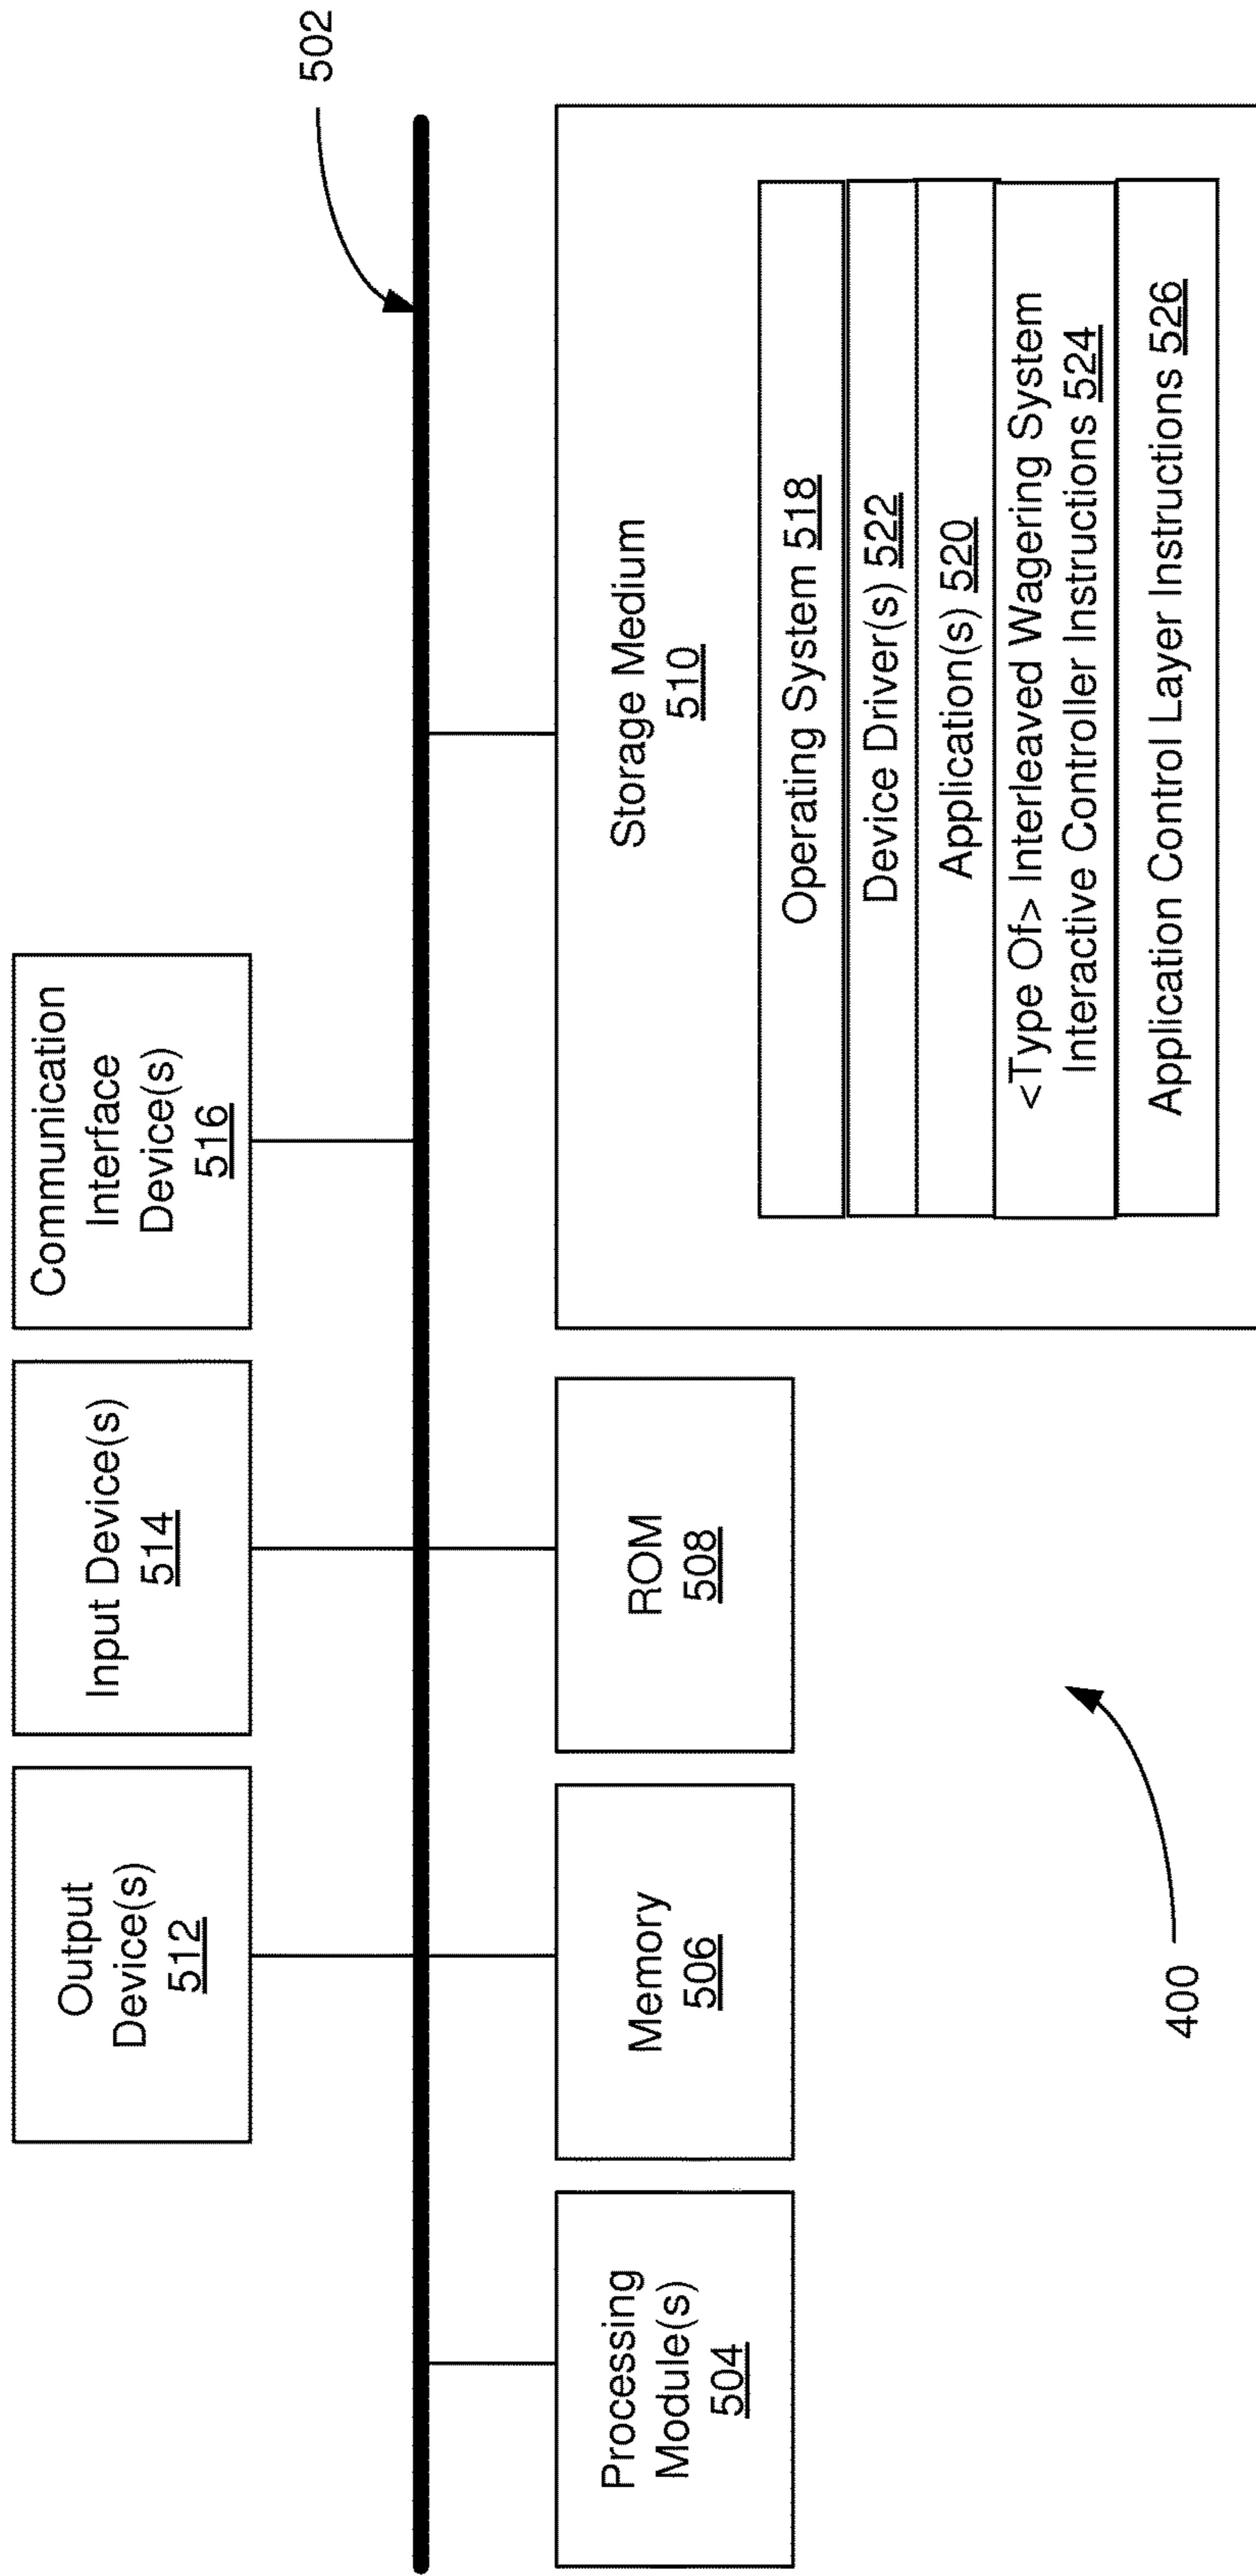 Output
Device(s)
512
Input Device(s)
514
Communication
Interface
Device(s)
516
502
Processing
Module(s)
504
Memory
506
ROM
508
Storage Medium
510
Operating System 518
Device Driver(s) 522
Application(s) 520
<Type Of> Interleaved Wagering System
Interactive Controller Instructions 524
Application Control Layer Instructions 526
400